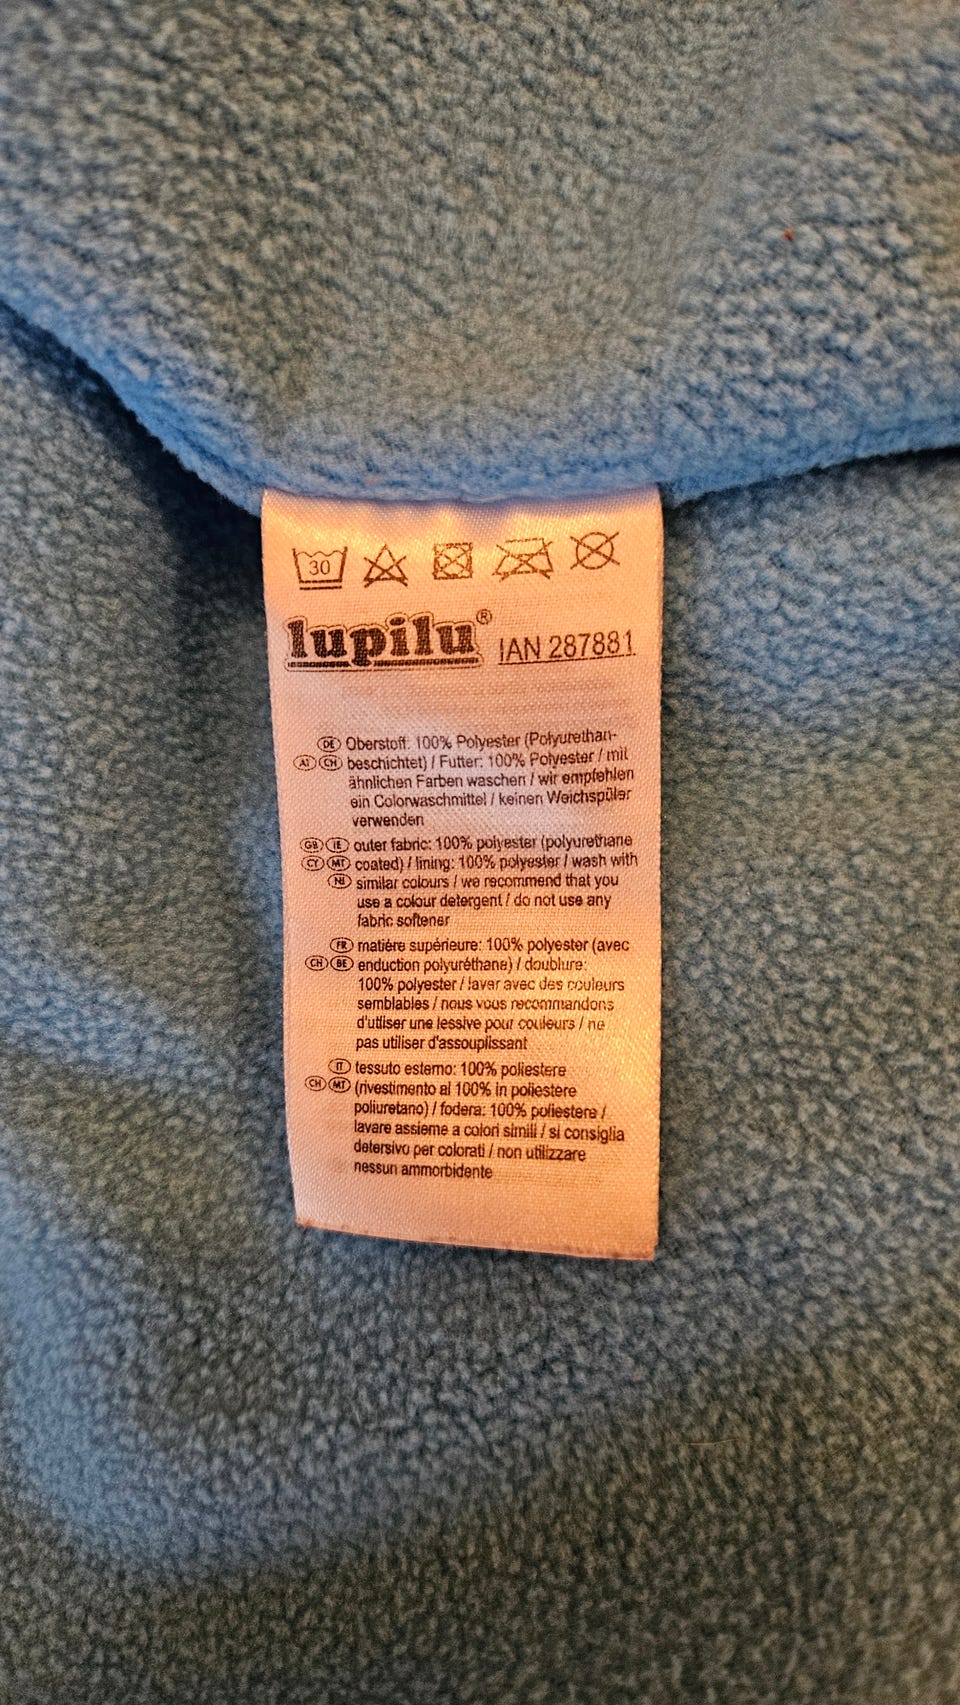 30
lupilu® IAN 287881
DE Oberstoff: 100% Polyester (Polyurethan-
AT CH beschichtet) / Futter: 100% Polyester / mit
ähnlichen Farben waschen / wir empfehlen
ein Colorwaschmittel / keinen Weichspüler
verwenden
GB IE outer fabric: 100% polyester (polyurethane
CY MT coated) / lining: 100% polyester / wash with
NI similar colours / we recommend that you
use a colour detergent / do not use any
fabric softener
FR matière supérieure: 100% polyester (avec
CH BE enduction polyuréthane) / doublure:
100% polyester / laver avec des couleurs
semblables / nous vous recommandons
d'utiliser une lessive pour couleurs / ne
pas utiliser d'assouplissant
IT tessuto esterno: 100% poliestere
CH MT (rivestimento al 100% in poliestere
poliuretano) / fodera: 100% poliestere /
lavare assieme a colori simili / si consiglia
detersivo per colorati / non utilizzare
nessun ammorbidente